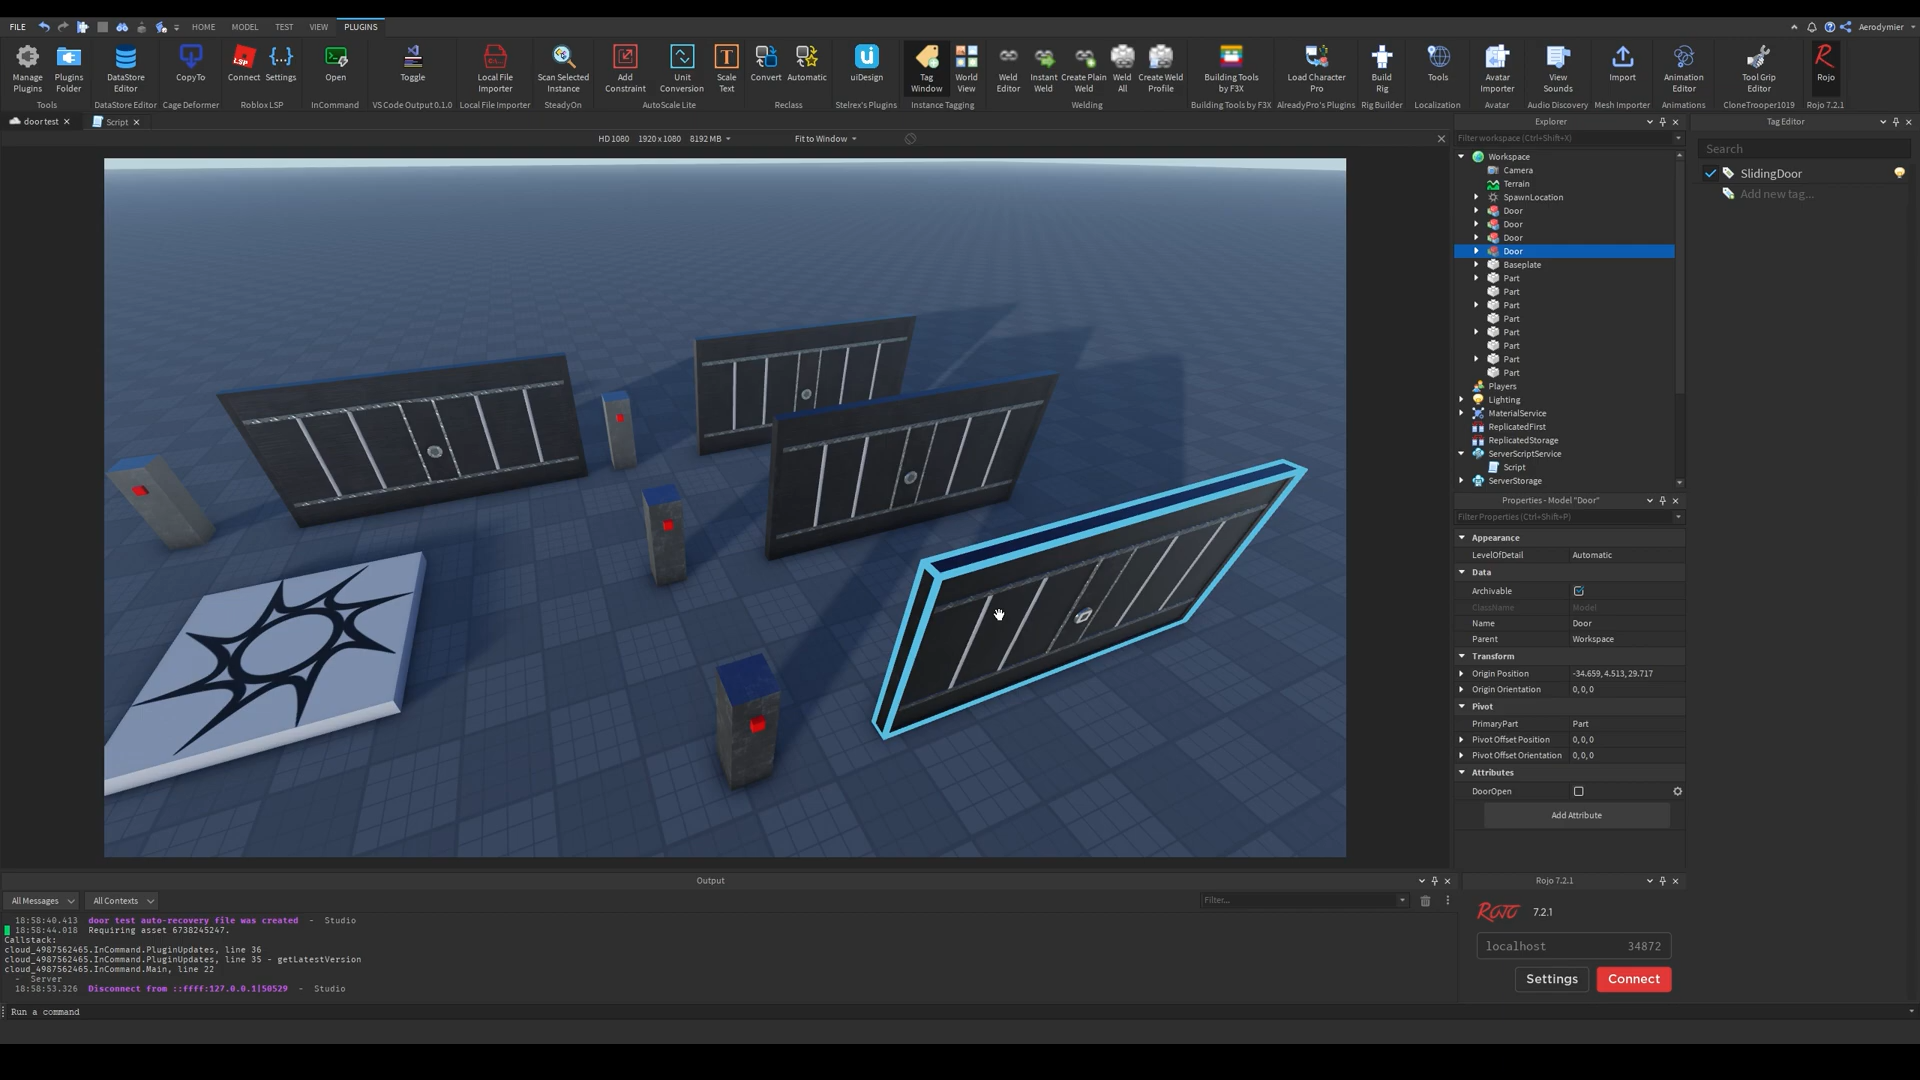 FILE HOME MODEL TEST VIEW PLUGINS Aerodymier
Manage Plugins
Plugins Folder
Tools
DataStore Editor
DataStore Editor
CopyTo
Cage Deformer
LSP
Connect
Settings
Roblox LSP
Open
InCommand
Toggle
VS Code Output 0.1.0
Local File Importer
Local File Importer
Scan Selected Instance
SteadyOn
Add Constraint
Unit Conversion
Scale Text
AutoScale Lite
Convert
Automatic
Reclass
ui
uiDesign
Stelrex's Plugins
Tag Window
World View
Instance Tagging
Weld Editor
Instant Weld
Create Plain Weld
Weld All
Create Weld Profile
Welding
Building Tools by F3X
Building Tools by F3X
Load Character Pro
AlreadyPro's Plugins
Build Rig
Rig Builder
Tools
Localization
Avatar Importer
Avatar
View Sounds
Audio Discovery
Import
Mesh Importer
Animation Editor
Animations
Tool Grip Editor
CloneTrooper1019
Rojo
Rojo 7.2.1
door test
Script
HD 1080 1920 x 1080 8192 MB
Fit to Window
Explorer
Filter workspace (Ctrl+Shift+X)
Workspace
Camera
Terrain
SpawnLocation
Door
Door
Door
Door
Baseplate
Part
Part
Part
Part
Part
Part
Part
Part
Players
Lighting
MaterialService
ReplicatedFirst
ReplicatedStorage
ServerScriptService
Script
ServerStorage
Tag Editor
Search
SlidingDoor
Add new tag...
Properties - Model "Door"
Filter Properties (Ctrl+Shift+P)
Appearance
LevelOfDetail Automatic
Data
Archivable
ClassName Model
Name Door
Parent Workspace
Transform
Origin Position -34.659, 4.513, 29.717
Origin Orientation 0, 0, 0
Pivot
PrimaryPart Part
Pivot Offset Position 0, 0, 0
Pivot Offset Orientation 0, 0, 0
Attributes
DoorOpen
Add Attribute
Output
All Messages All Contexts Filter...
18:58:40.413 door test auto-recovery file was created - Studio
18:58:44.018 Requiring asset 6738245247.
Callstack:
cloud_4987562465.InCommand.PluginUpdates, line 36
cloud_4987562465.InCommand.PluginUpdates, line 35 - getLatestVersion
cloud_4987562465.InCommand.Main, line 22
- Server
18:58:53.326 Disconnect from ::ffff:127.0.0.1|50529 - Studio
Run a command
Rojo 7.2.1
ROJO 7.2.1
localhost 34872
Settings Connect